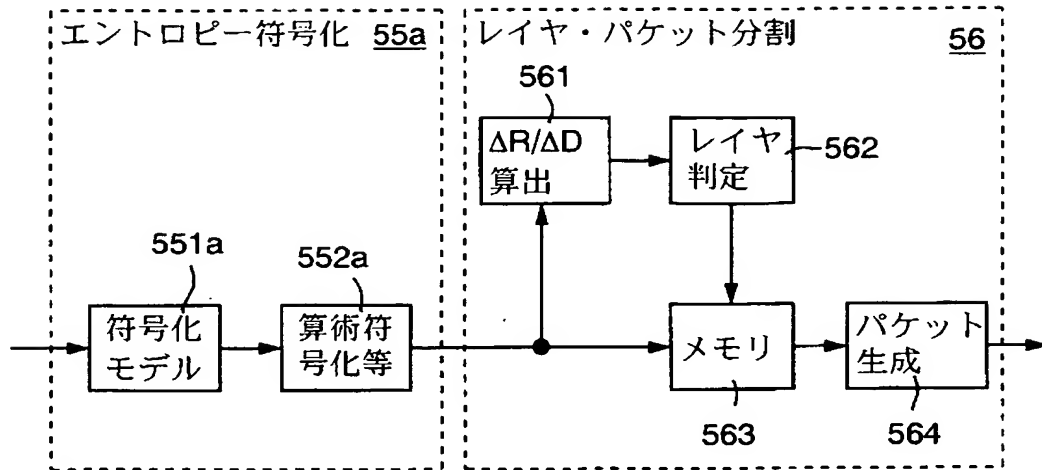 エントロピー符号化 55a
レイヤ・パケット分割 56
561
ΔR/ΔD
算出
レイヤ
判定
562
551a
符号化
モデル
552a
算術符
号化等
メモリ
563
パケット
生成
564